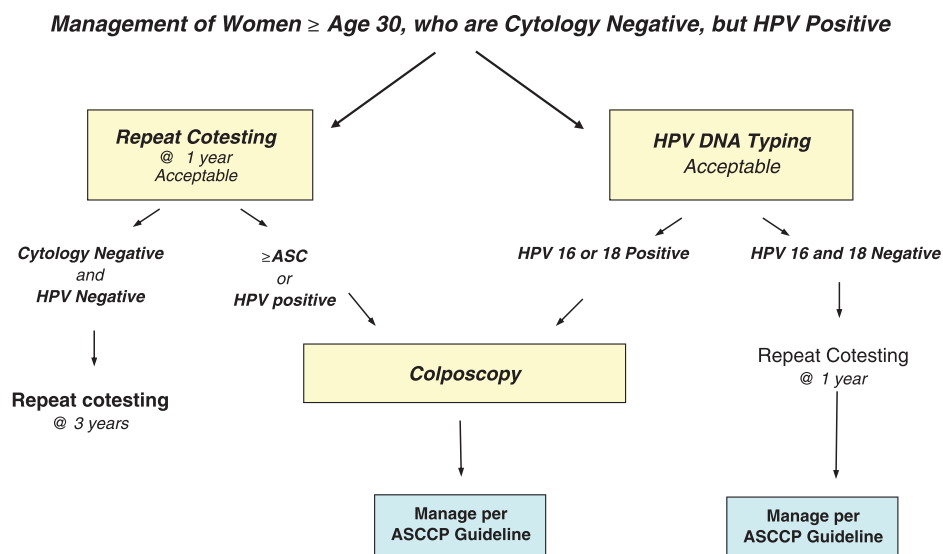 Management of Women ≥ Age 30, who are Cytology Negative, but HPV Positive
Repeat Cotesting
@ 1 year
Acceptable
HPV DNA Typing
Acceptable
Cytology Negative
and
HPV Negative
≥ASC
or
HPV positive
HPV 16 or 18 Positive
HPV 16 and 18 Negative
Repeat cotesting
@ 3 years
Colposcopy
Repeat Cotesting
@ 1 year
Manage per
ASCCP Guideline
Manage per
ASCCP Guideline